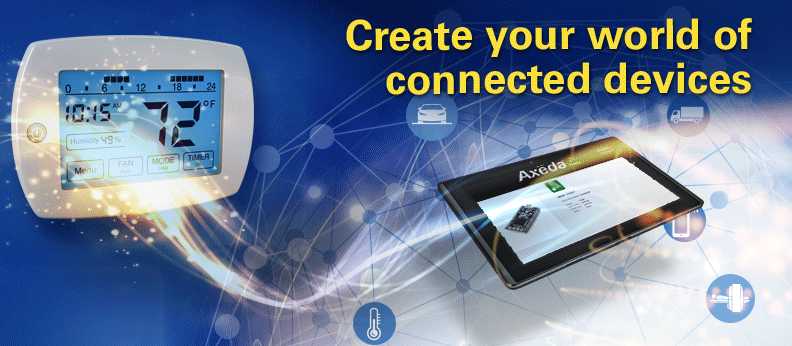 Create your world of
connected devices
0 6 12 18 24
10:15 AM 72 °F
Humidity 49 %
Menu FAN MODE TIMER
Axeda